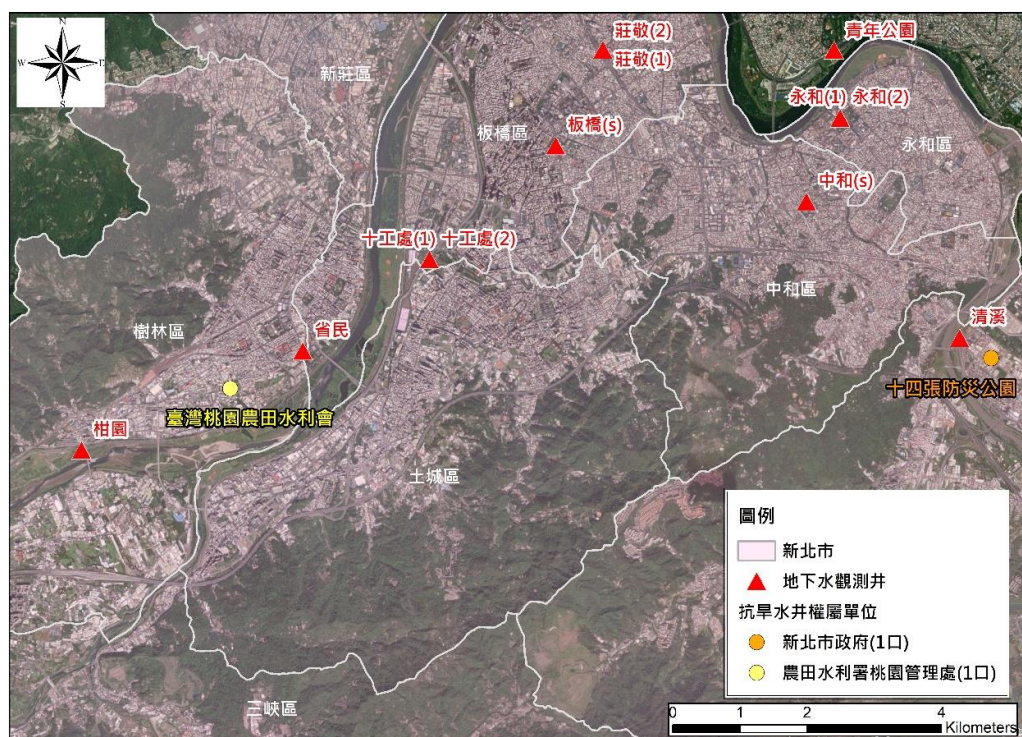 N
W
E
S
莊敬(2)
莊敬(1)
青年公園
新莊區
永和(1) 永和(2)
板橋區
板橋(s)
永和區
中和(s)
十工處(1) 十工處(2)
中和區
樹林區
省民
清溪
十四張防災公園
臺灣桃園農田水利會
柑園
土城區
三峽區
圖例
新北市
地下水觀測井
抗旱水井權屬單位
新北市政府(1口)
農田水利署桃園管理處(1口)
0 1 2 4
Kilometers